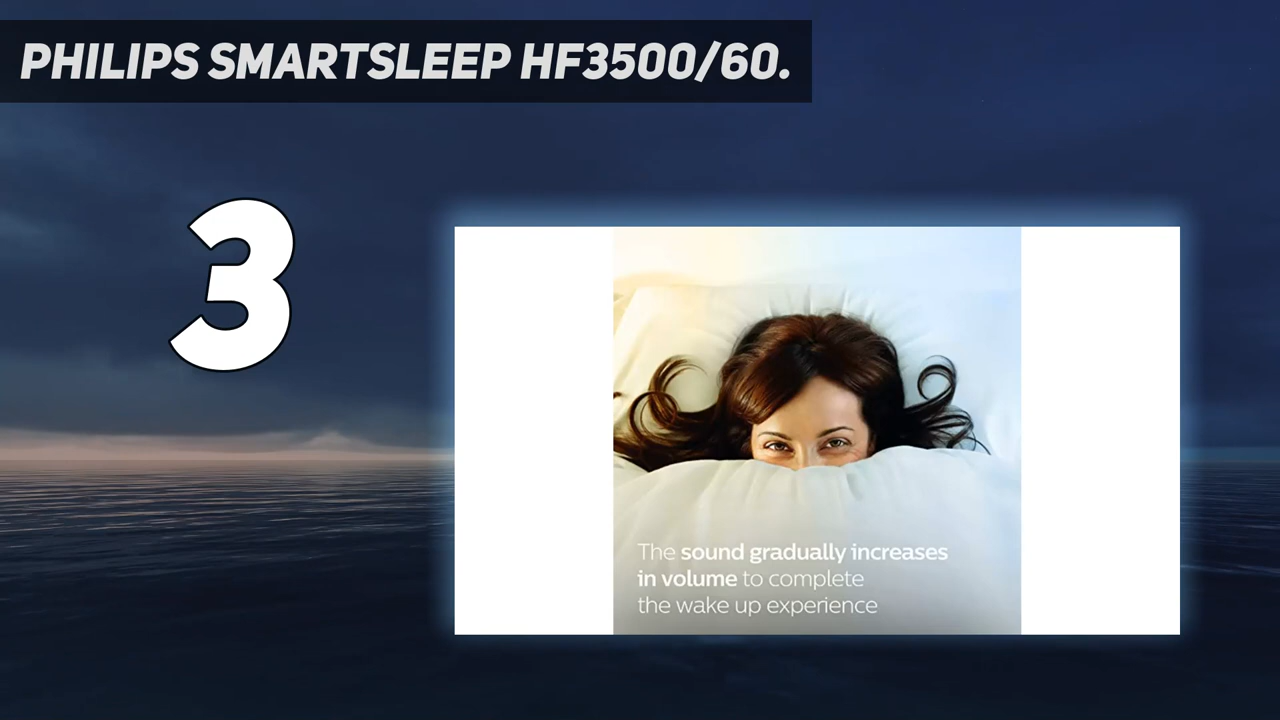 PHILIPS SMARTSLEEP HF3500/60.
3
The sound gradually increases
in volume to complete
the wake up experience